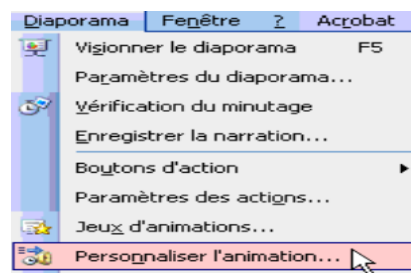 Diaporama Fenêtre ? Acrobat
Visionner le diaporama F5
Paramètres du diaporama...
Vérification du minutage
Enregistrer la narration...
Boutons d'action
Paramètres des actions...
Jeux d'animations...
Personnaliser l'animation...